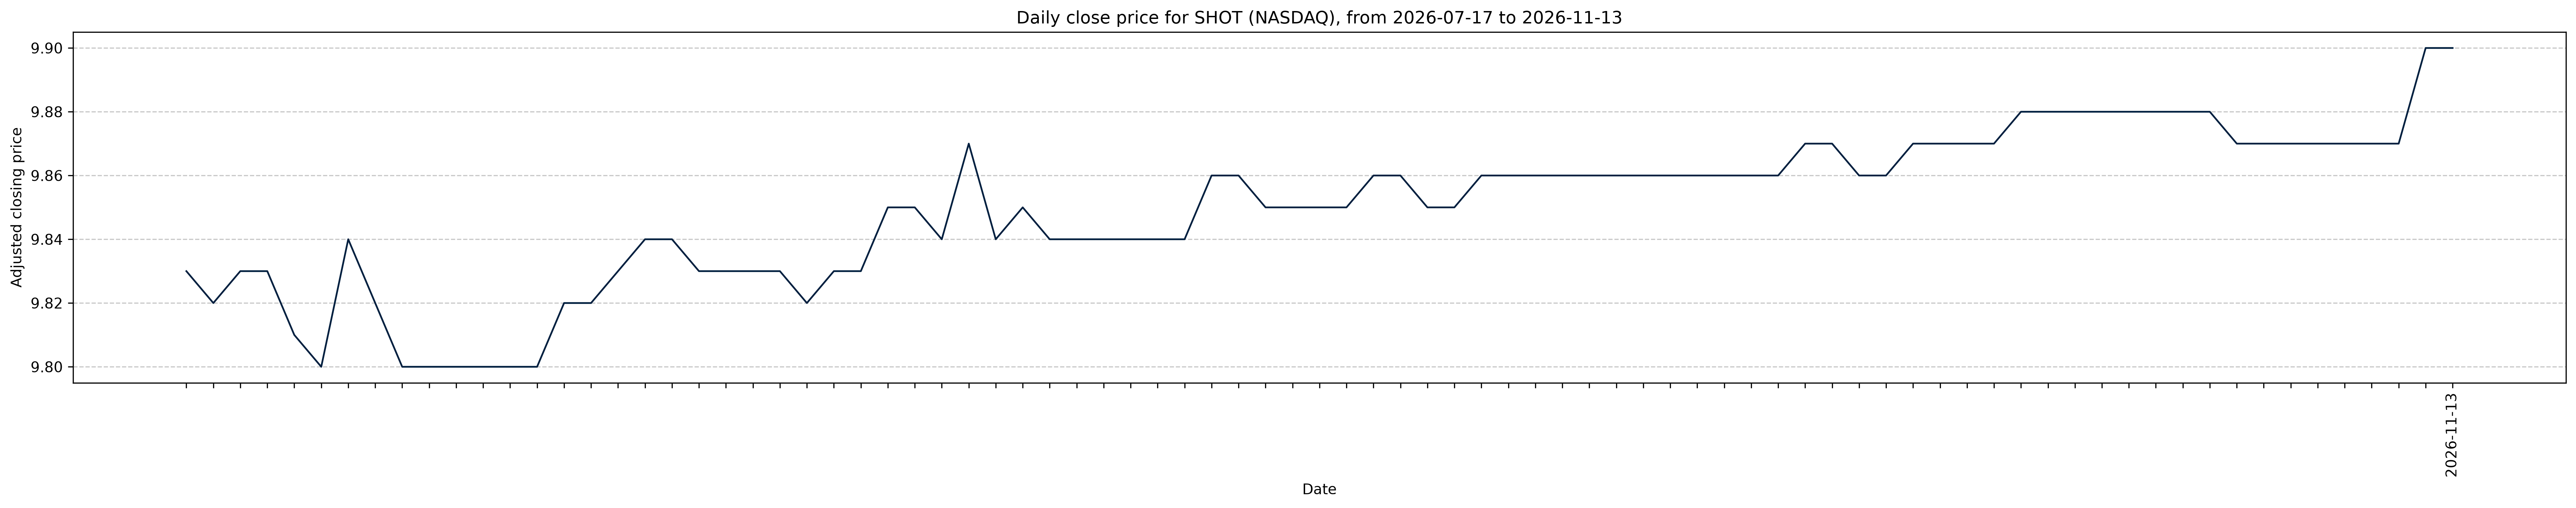 Daily close price for SHOT (NASDAQ), from 2026-07-17 to 2026-11-13
Adjusted closing price
9.90
9.88
9.86
9.84
9.82
9.80
2026-11-13
Date